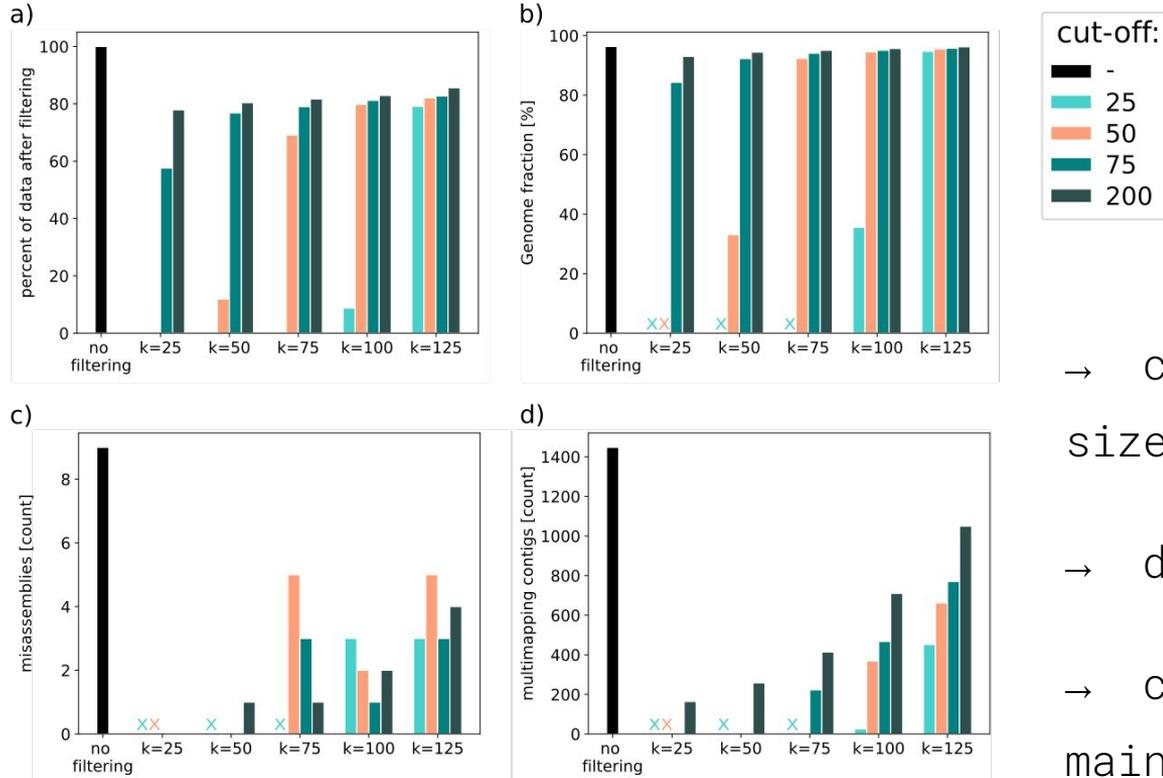 a)
percent of data after filtering
100
80
60
40
20
0
no
filtering
k=25
k=50
k=75
k=100
k=125
b)
Genome fraction [%]
100
80
60
40
20
0
x x
x
x
no
filtering
k=25
k=50
k=75
k=100
k=125
cut-off:
-
25
50
75
200
c)
misassemblies [count]
8
6
4
2
0
x x
x
x
no
filtering
k=25
k=50
k=75
k=100
k=125
d)
multimapping contigs [count]
1400
1200
1000
800
600
400
200
0
x x
x
x
no
filtering
k=25
k=50
k=75
k=100
k=125
→
size
→ d
→
main